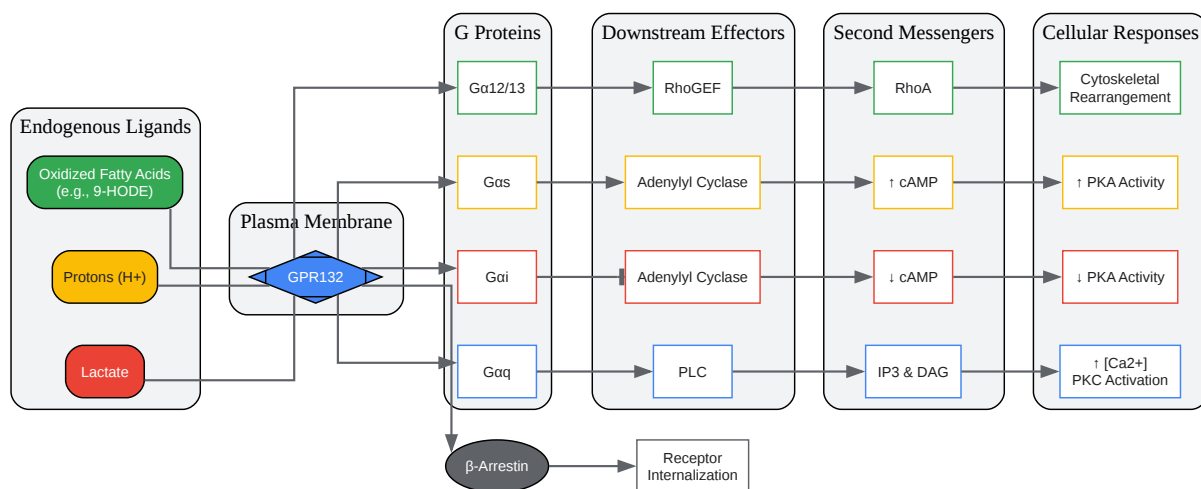 G Proteins
Downstream Effectors
Second Messengers
Cellular Responses
Gα12/13
RhoGEF
RhoA
Cytoskeletal
Rearrangement
Endogenous Ligands
Oxidized Fatty Acids
(e.g., 9-HODE)
Gαs
Adenylyl Cyclase
↑ cAMP
↑ PKA Activity
Plasma Membrane
Protons (H+)
GPR132
Gαi
Adenylyl Cyclase
↓ cAMP
↓ PKA Activity
Lactate
Gαq
PLC
IP3 & DAG
↑ [Ca2+]
PKC Activation
β-Arrestin
Receptor
Internalization